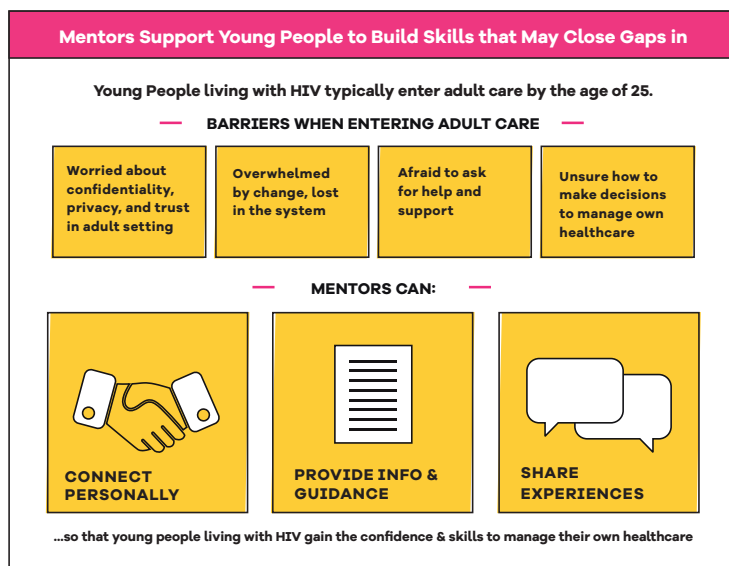 Mentors Support Young People to Build Skills that May Close Gaps in
Young People living with HIV typically enter adult care by the age of 25.
BARRIERS WHEN ENTERING ADULT CARE
Worried about
confidentiality,
privacy, and trust
in adult setting
Overwhelmed
by change, lost
in the system
Afraid to ask
for help and
support
Unsure how to
make decisions
to manage own
healthcare
MENTORS CAN:
CONNECT
PERSONALLY
PROVIDE INFO &
GUIDANCE
SHARE
EXPERIENCES
...so that young people living with HIV gain the confidence & skills to manage their own healthcare